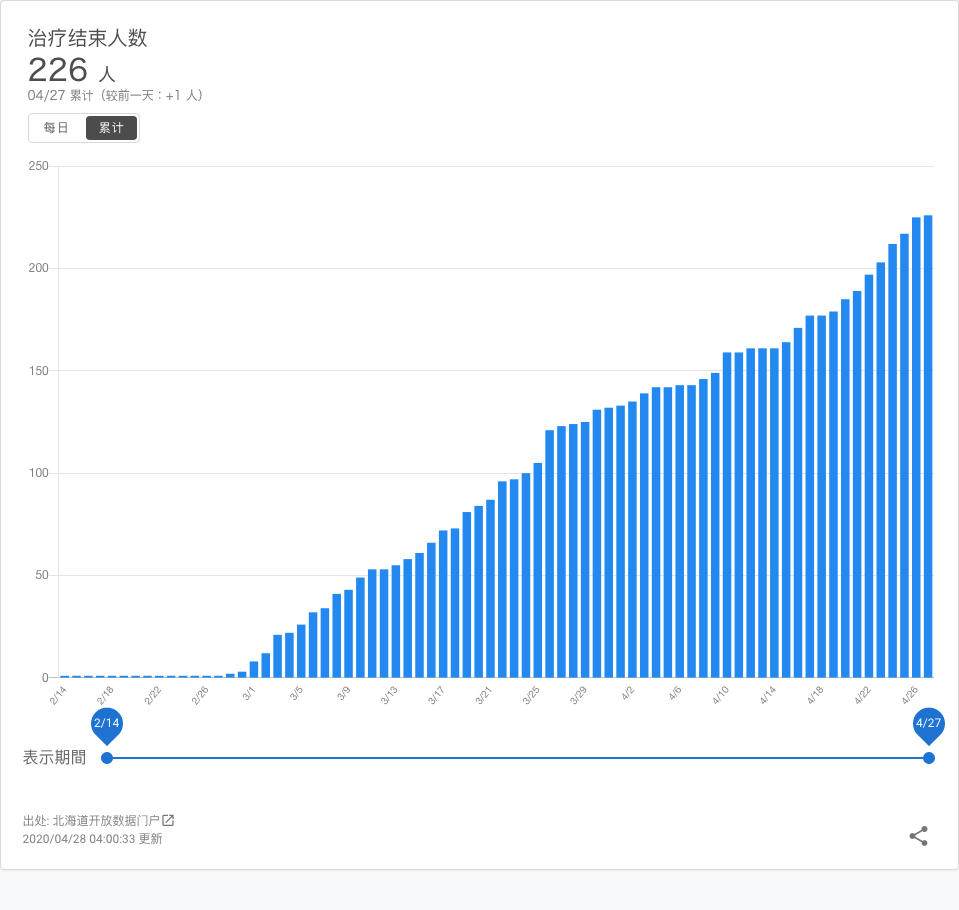 治疗结束人数
226 人
04/27 累计（较前一天：+1 人）
每日 累计
250
200
150
100
50
0
2/14 2/18 2/22 2/26 3/1 3/5 3/9 3/13 3/17 3/21 3/25 3/29 4/2 4/6 4/10 4/14 4/18 4/22 4/26
2/14 4/27
表示期間
出处: 北海道开放数据门户
2020/04/28 04:00:33 更新